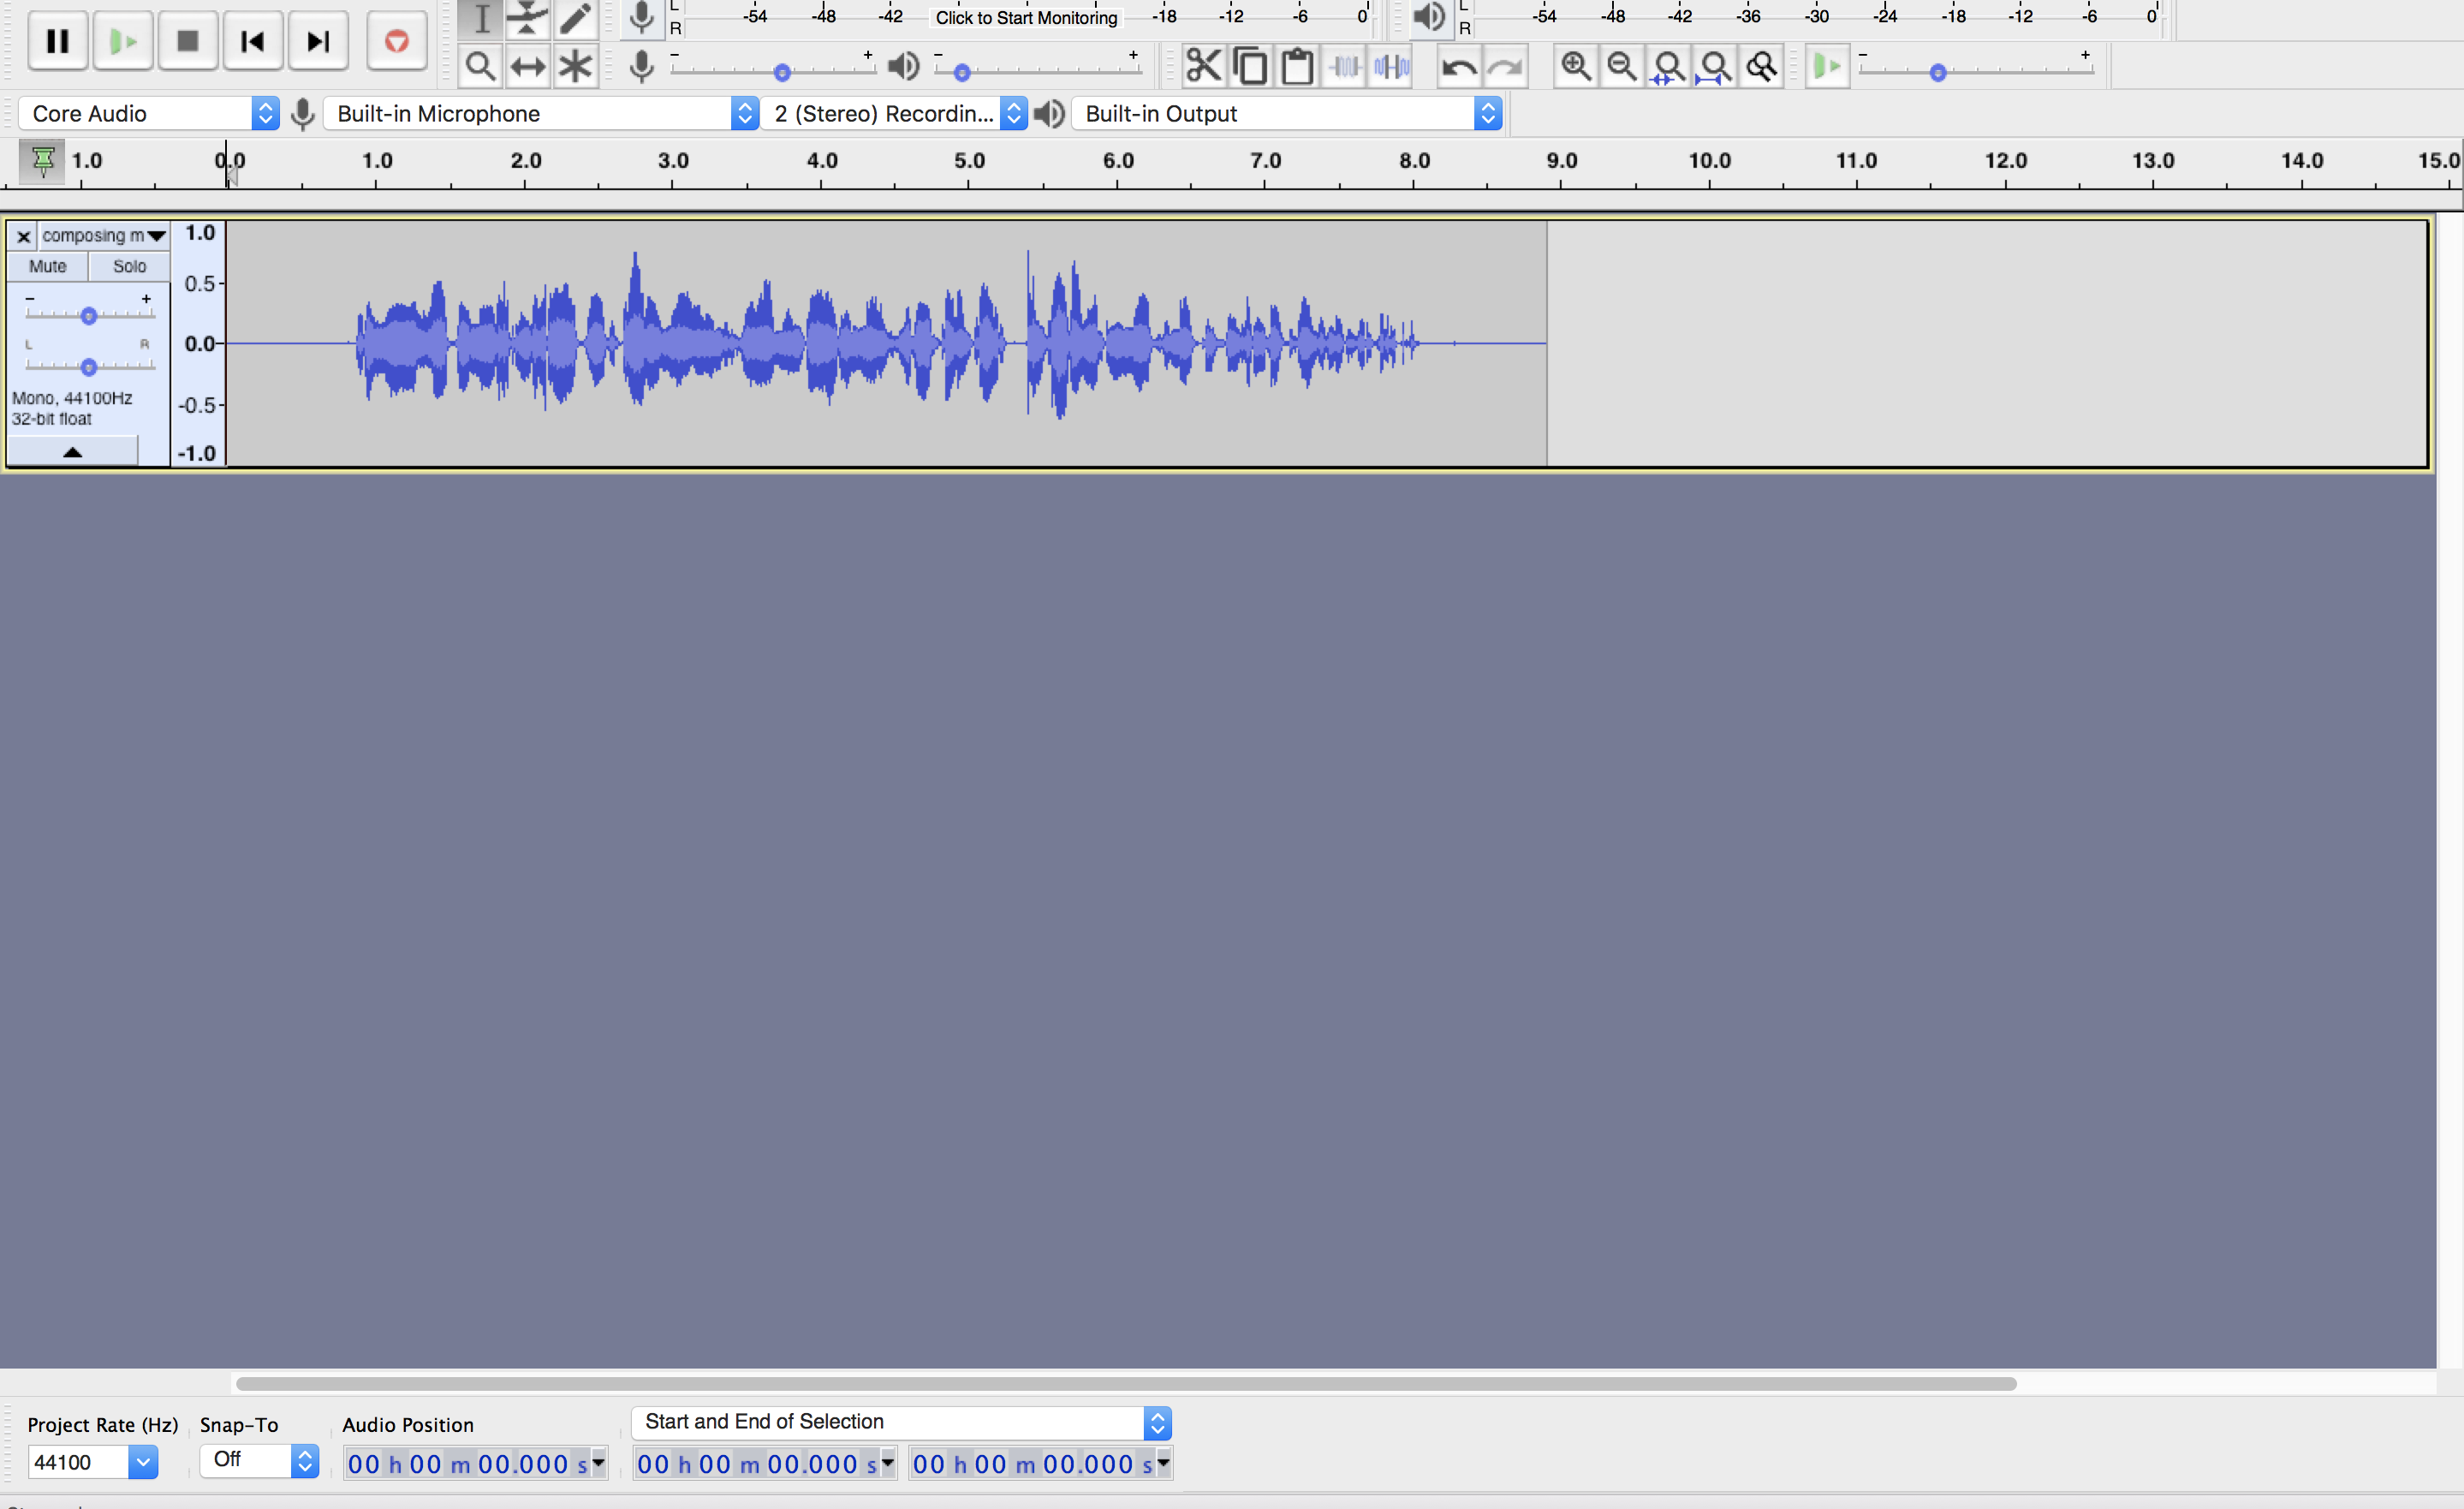 L
R
-54 -48 -42 Click to Start Monitoring -18 -12 -6 0
L
R
-54 -48 -42 -36 -30 -24 -18 -12 -6 0
- + - + - +
Core Audio Built-in Microphone 2 (Stereo) Recordin... Built-in Output
1.0 0.0 1.0 2.0 3.0 4.0 5.0 6.0 7.0 8.0 9.0 10.0 11.0 12.0 13.0 14.0 15.0
composing m 1.0
Mute Solo
0.5
- +
L R
0.0
Mono, 44100Hz
32-bit float
-0.5
-1.0
Project Rate (Hz) Snap-To Audio Position Start and End of Selection
44100 Off 00 h 00 m 00.000 s 00 h 00 m 00.000 s 00 h 00 m 00.000 s